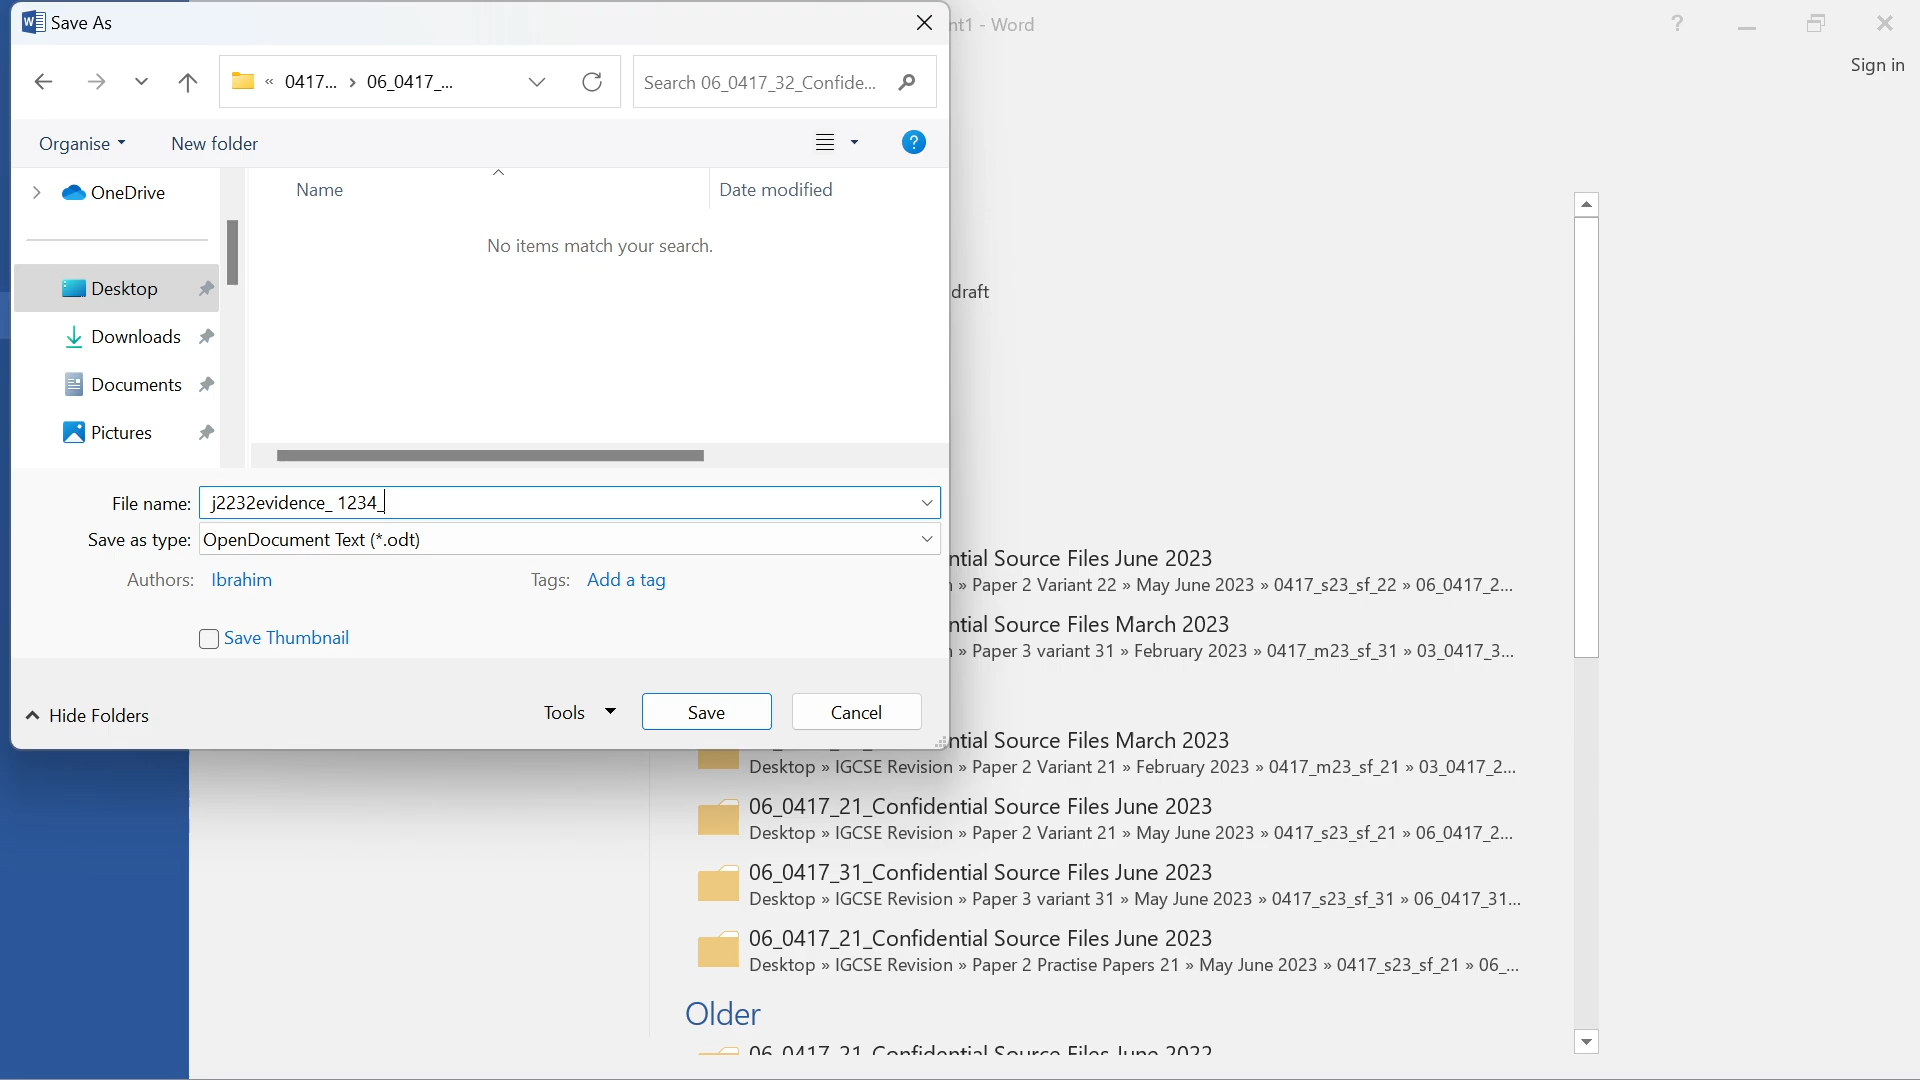 Save As
nt1 - Word
?
Sign in
« 0417... › 06_0417_...
Search 06_0417_32_Confide...
Organise
New folder
?
OneDrive
Name
Date modified
No items match your search.
Desktop
draft
Downloads
Documents
Pictures
File name: j2232evidence_ 1234_
Save as type: OpenDocument Text (*.odt)
Authors: Ibrahim
Tags: Add a tag
Save Thumbnail
Hide Folders
Tools
Save
Cancel
ntial Source Files June 2023
» Paper 2 Variant 22 » May June 2023 » 0417_s23_sf_22 » 06_0417_2...
ntial Source Files March 2023
» Paper 3 variant 31 » February 2023 » 0417_m23_sf_31 » 03_0417_3...
ntial Source Files March 2023
Desktop » IGCSE Revision » Paper 2 Variant 21 » February 2023 » 0417_m23_sf_21 » 03_0417_2...
06_0417_21_Confidential Source Files June 2023
Desktop » IGCSE Revision » Paper 2 Variant 21 » May June 2023 » 0417_s23_sf_21 » 06_0417_2...
06_0417_31_Confidential Source Files June 2023
Desktop » IGCSE Revision » Paper 3 variant 31 » May June 2023 » 0417_s23_sf_31 » 06_0417_31...
06_0417_21_Confidential Source Files June 2023
Desktop » IGCSE Revision » Paper 2 Practise Papers 21 » May June 2023 » 0417_s23_sf_21 » 06_...
Older
06_0417_21_Confidential Source Files June 2022